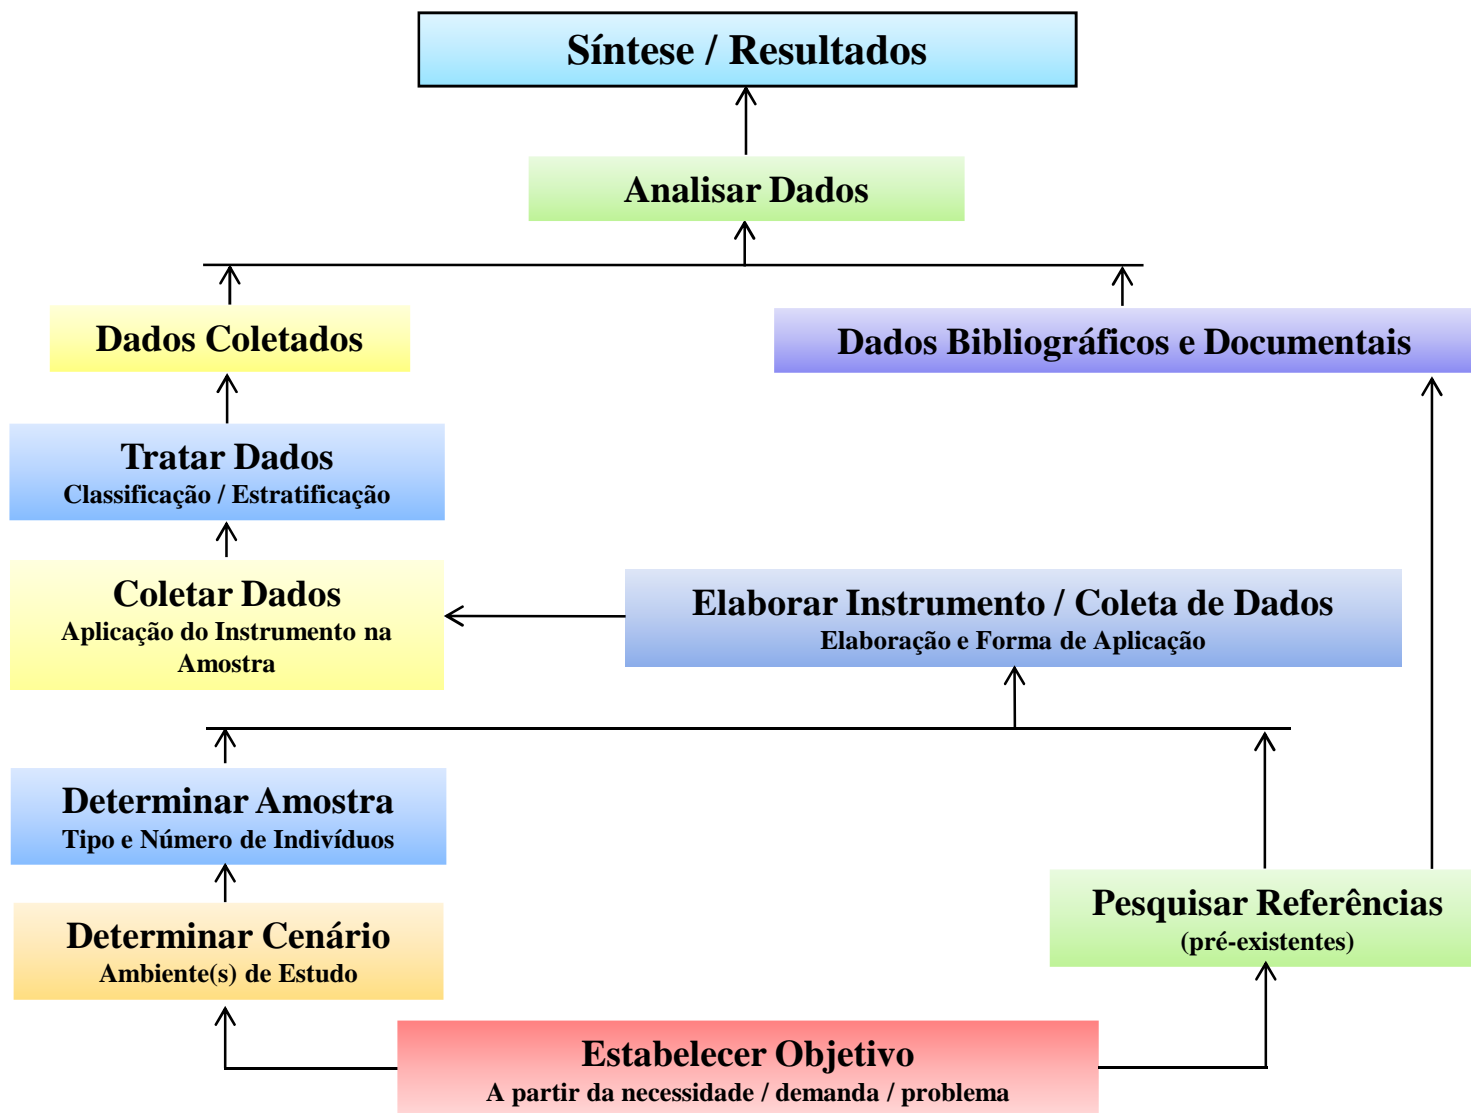 Síntese / Resultados
Analisar Dados
Dados Coletados
Dados Bibliográficos e Documentais
Tratar Dados
Classificação / Estratificação
Coletar Dados
Aplicação do Instrumento na
Amostra
Elaborar Instrumento / Coleta de Dados
Elaboração e Forma de Aplicação
Determinar Amostra
Tipo e Número de Indivíduos
Determinar Cenário
Ambiente(s) de Estudo
Pesquisar Referências
(pré-existentes)
Estabelecer Objetivo
A partir da necessidade / demanda / problema